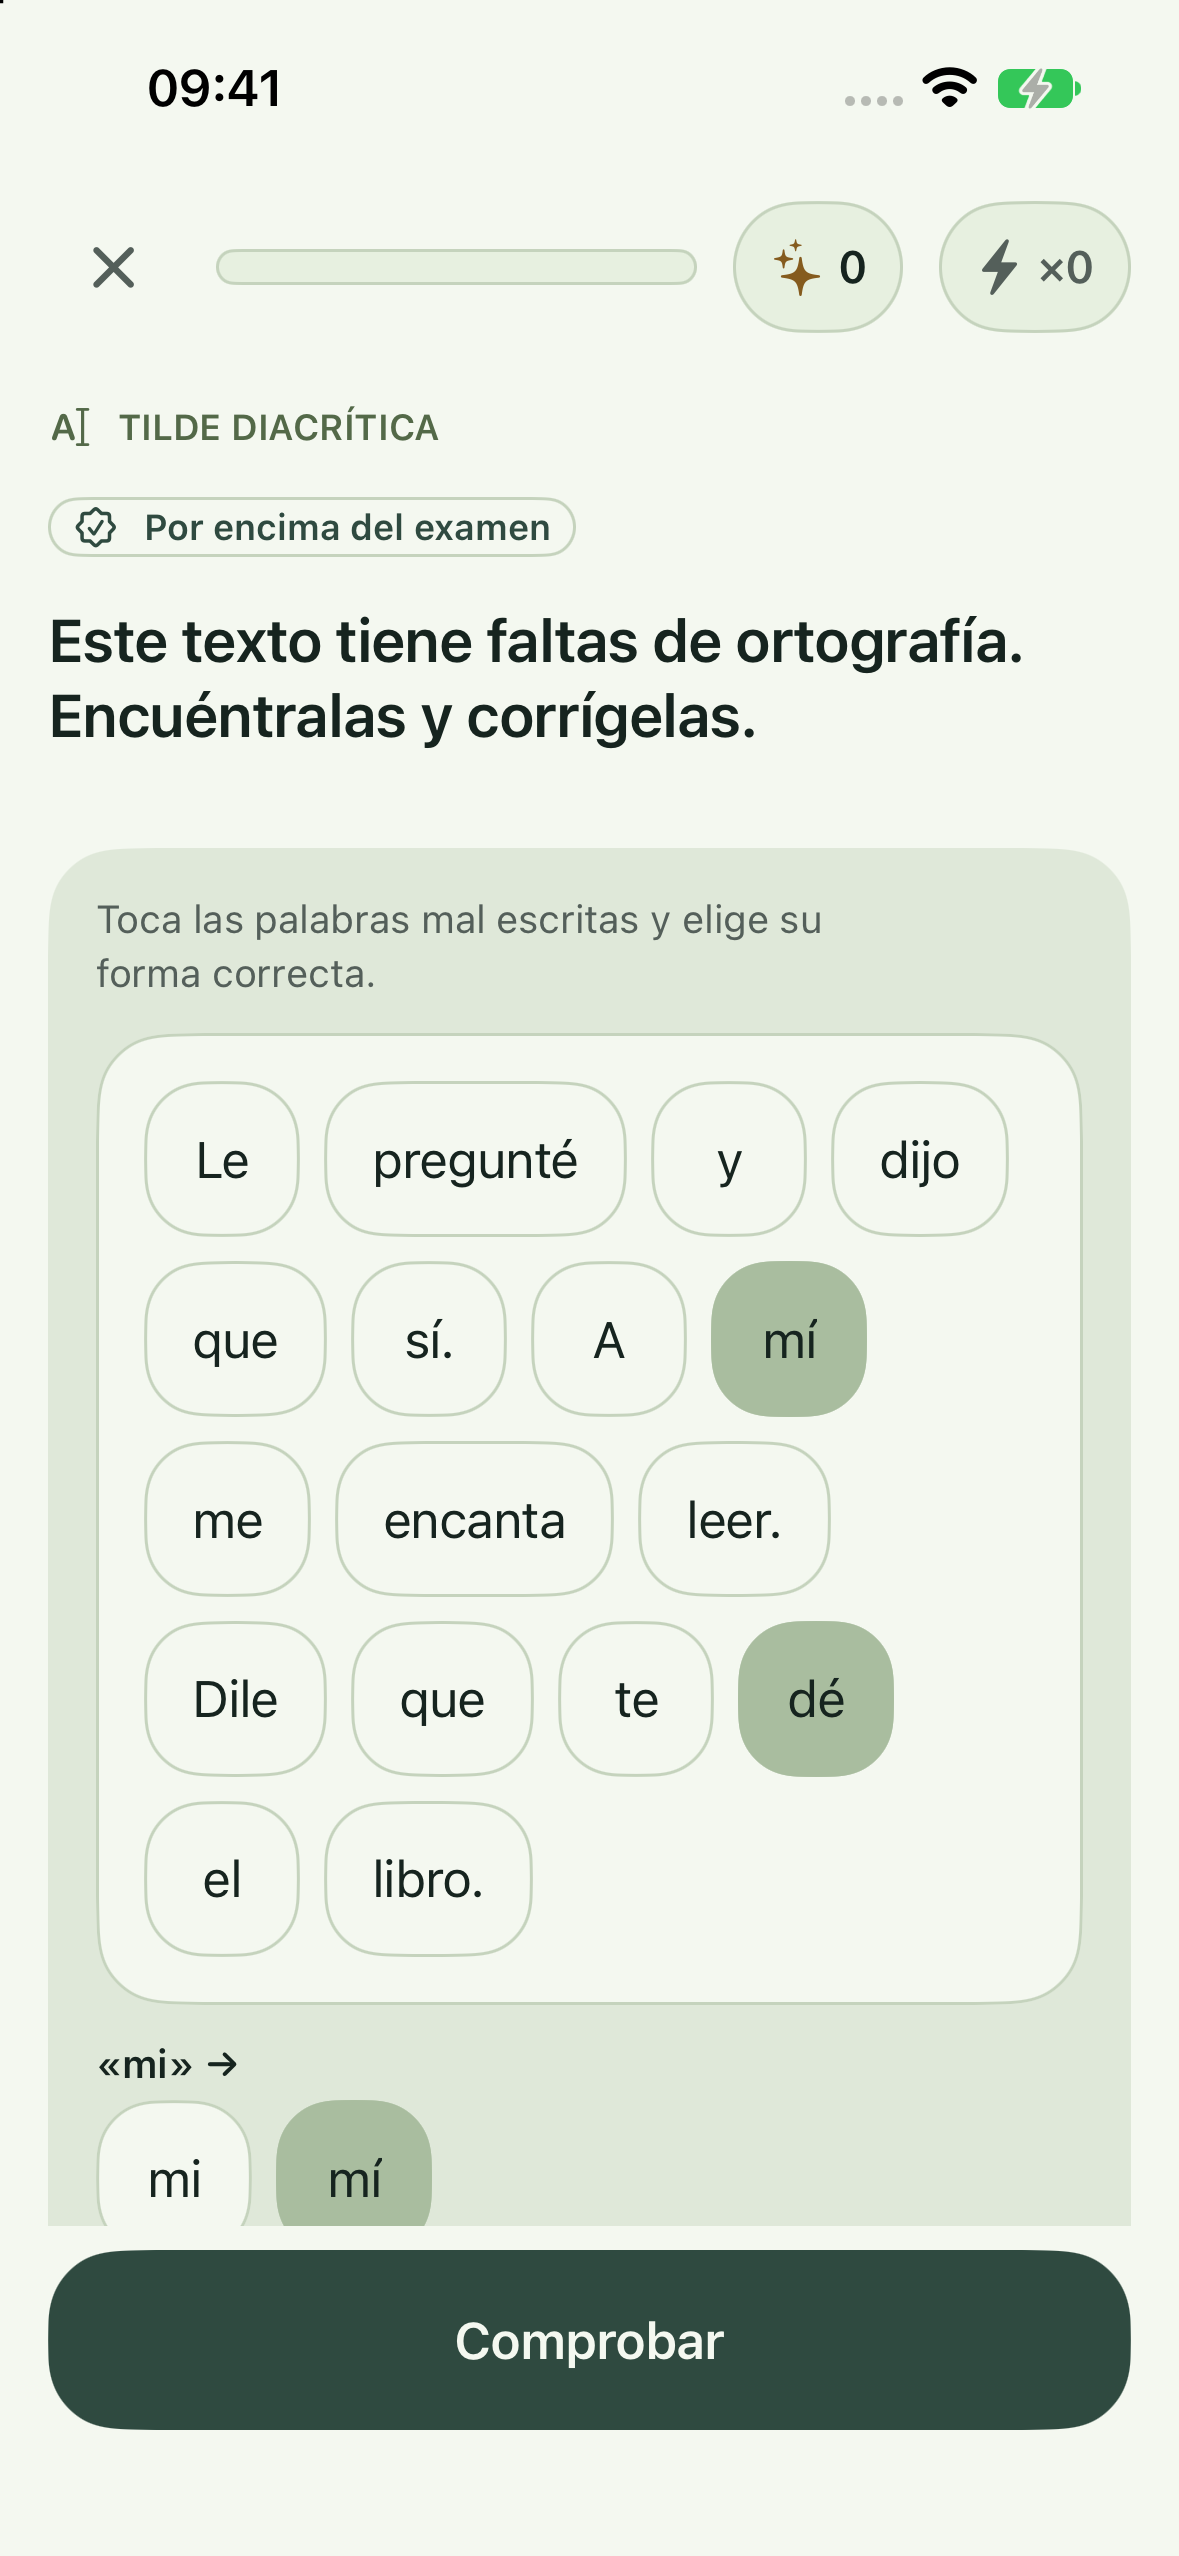 09:41
0
×0
TILDE DIACRÍTICA
Por encima del examen
Este texto tiene faltas de ortografía.
Encuéntralas y corrígelas.
Toca las palabras mal escritas y elige su
forma correcta.
Le pregunté y dijo
que sí. A mí
me encanta leer.
Dile que te dé
el libro.
«mi» →
mi mí
Comprobar